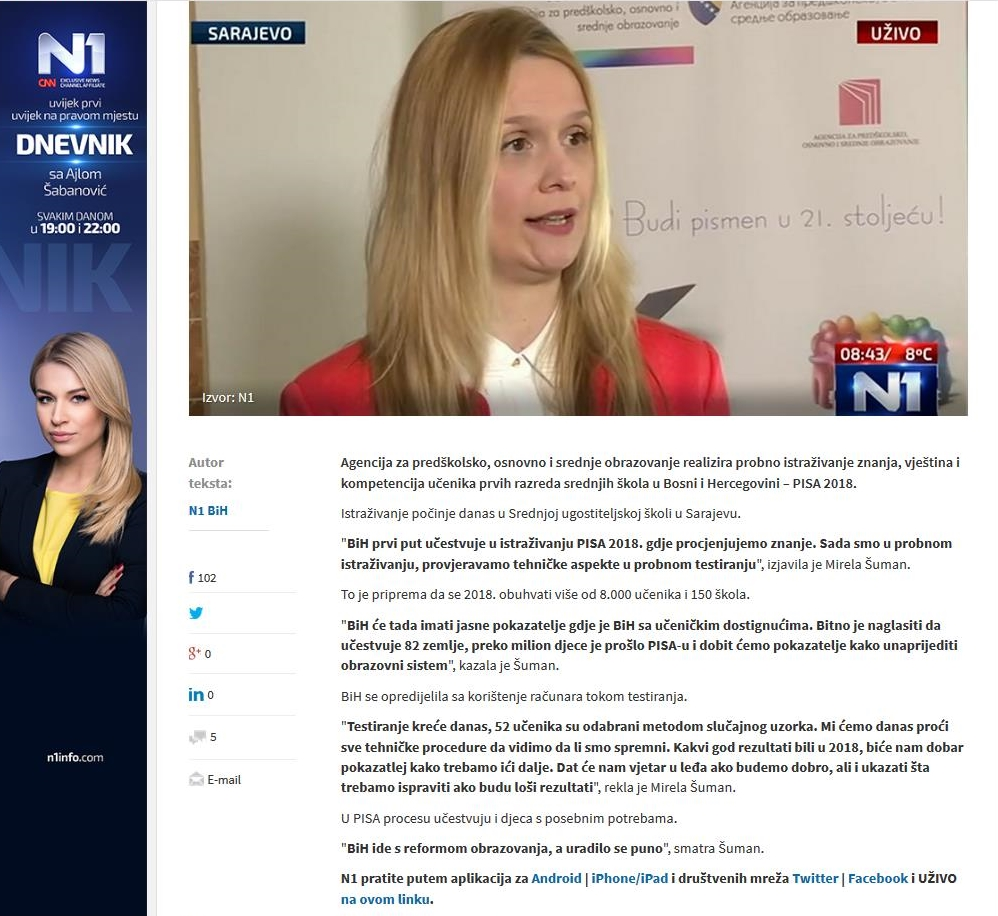 N1
CNN EXCLUSIVE NEWS
CHANNEL AFFILIATE
uvijek prvi
uvijek na pravom mjestu
DNEVNIK
sa Ajlom
Šabanović
SVAKIM DANOM
u 19:00 i 22:00
NIK
n1info.com
SARAJEVO
za predškolsko, osnovno i
srednje obrazovanje
Агенција за
средње образовање
UŽIVO
AGENCIJA ZA PREDŠKOLSKO,
OSNOVNO I SREDNJE OBRAZOVANJE
Budi pismen u 21. stoljeću!
08:43/ 8ºC
N1
Izvor: N1
Autor
teksta:
N1 BiH
102
0
0
5
E-mail
Agencija za predškolsko, osnovno i srednje obrazovanje realizira probno istraživanje znanja, vještina i
kompetencija učenika prvih razreda srednjih škola u Bosni i Hercegovini – PISA 2018.
Istraživanje počinje danas u Srednjoj ugostiteljskoj školi u Sarajevu.
"BiH prvi put učestvuje u istraživanju PISA 2018. gdje procjenjujemo znanje. Sada smo u probnom
istraživanju, provjeravamo tehničke aspekte u probnom testiranju", izjavila je Mirela Šuman.
To je priprema da se 2018. obuhvati više od 8.000 učenika i 150 škola.
"BiH će tada imati jasne pokazatelje gdje je BiH sa učeničkim dostignućima. Bitno je naglasiti da
učestvuje 82 zemlje, preko milion djece je prošlo PISA-u i dobit ćemo pokazatelje kako unaprijediti
obrazovni sistem", kazala je Šuman.
BiH se opredijelila sa korištenje računara tokom testiranja.
"Testiranje kreće danas, 52 učenika su odabrani metodom slučajnog uzorka. Mi ćemo danas proći
sve tehničke procedure da vidimo da li smo spremni. Kakvi god rezultati bili u 2018, biće nam dobar
pokazatlej kako trebamo ići dalje. Dat će nam vjetar u leđa ako budemo dobro, ali i ukazati šta
trebamo ispraviti ako budu loši rezultati", rekla je Mirela Šuman.
U PISA procesu učestvuju i djeca s posebnim potrebama.
"BiH ide s reformom obrazovanja, a uradilo se puno", smatra Šuman.
N1 pratite putem aplikacija za Android | iPhone/iPad i društvenih mreža Twitter | Facebook i UŽIVO
na ovom linku.